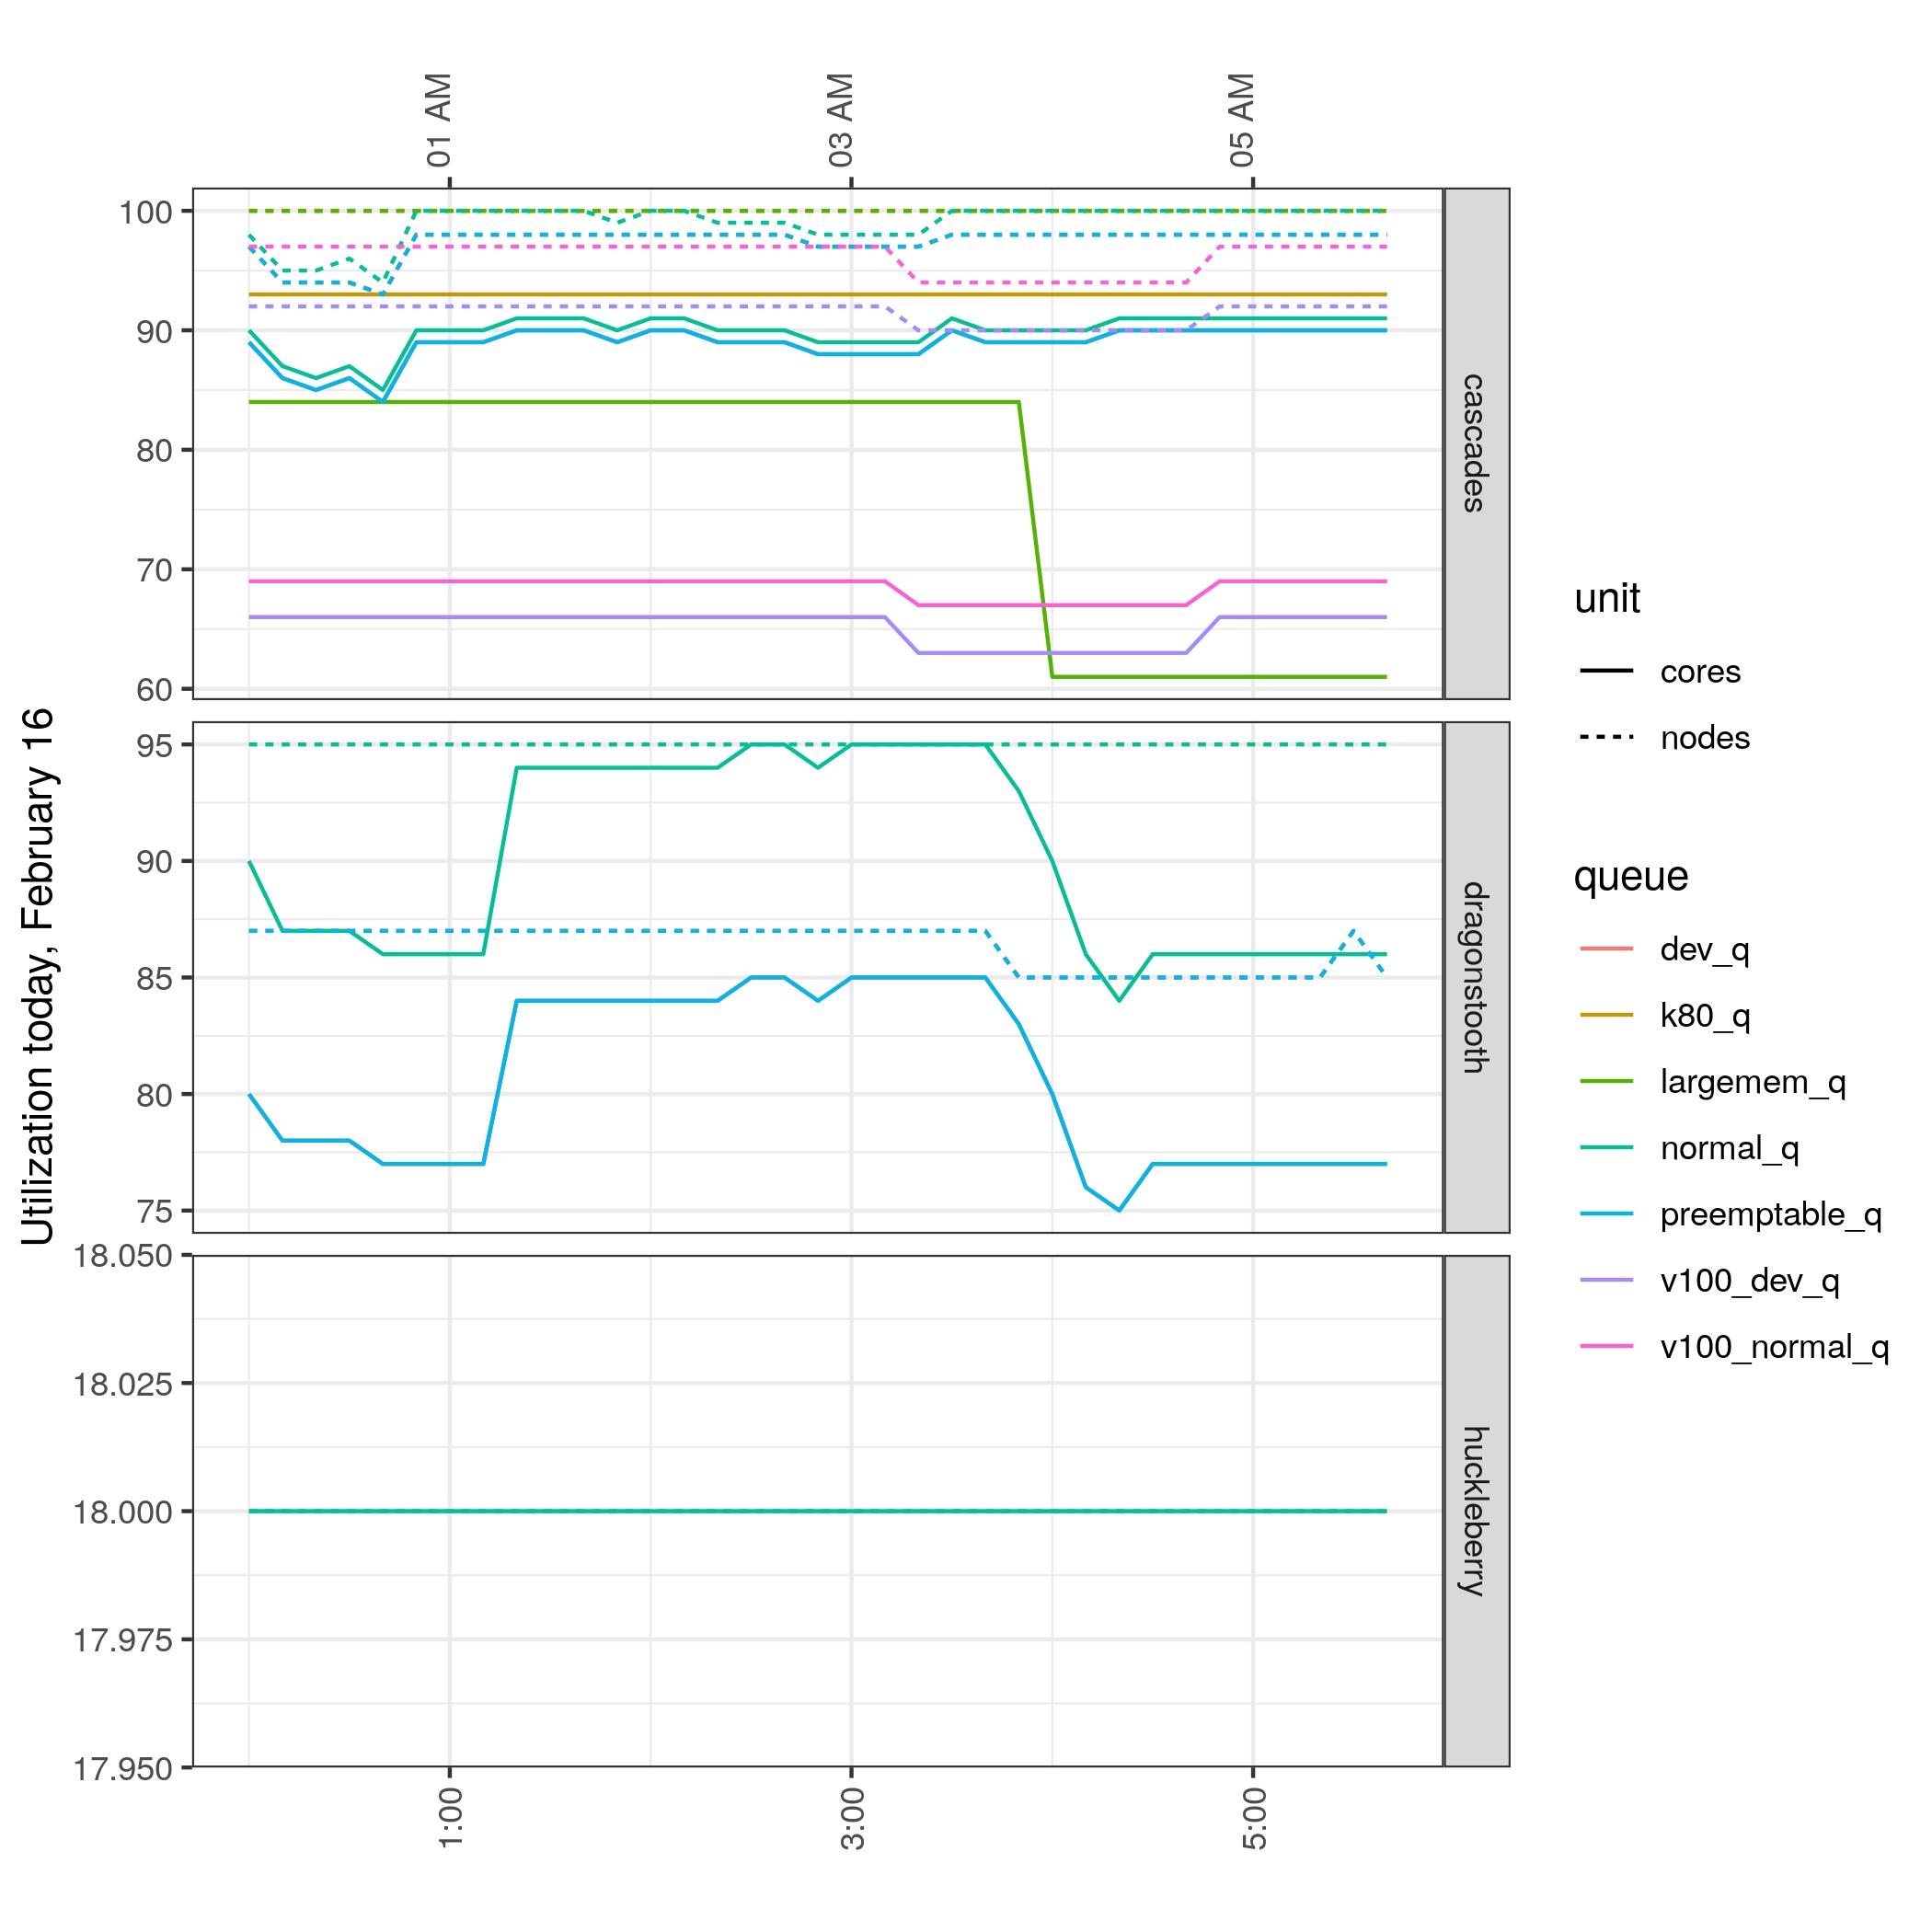 01 AM
03 AM
05 AM
Utilization today, February 16
100
90
80
70
60
cascades
95
90
85
80
75
dragonstooth
18.050
18.025
18.000
17.975
17.950
huckleberry
1:00
3:00
5:00
unit
cores
nodes
queue
dev_q
k80_q
largemem_q
normal_q
preemptable_q
v100_dev_q
v100_normal_q